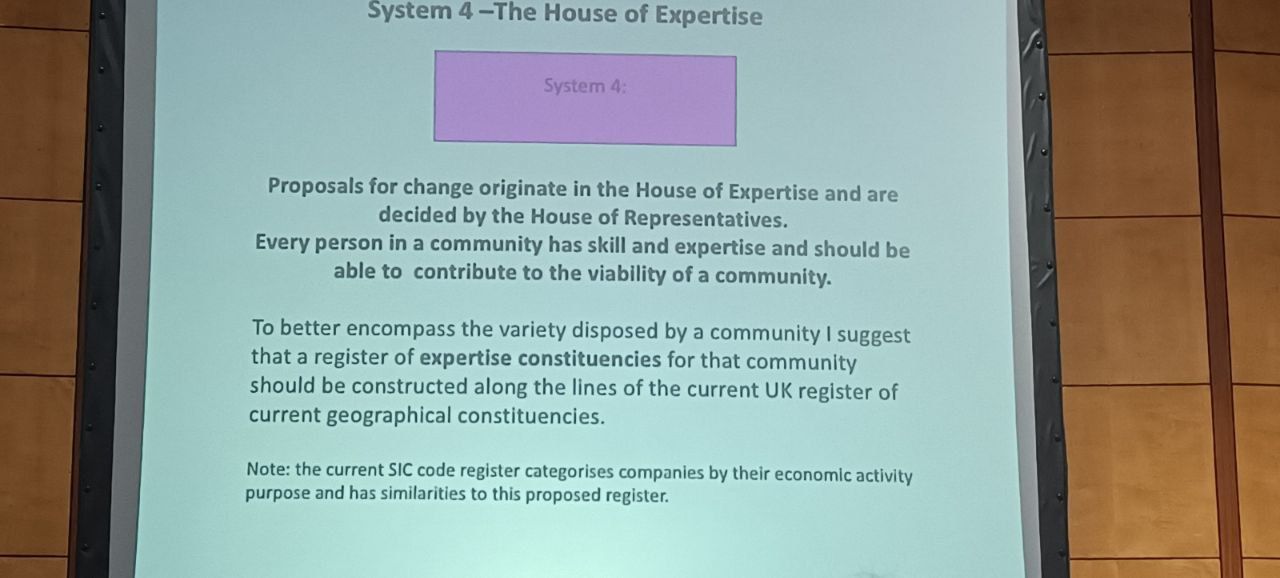 System 4 –The House of Expertise
System 4:
Proposals for change originate in the House of Expertise and are
decided by the House of Representatives.
Every person in a community has skill and expertise and should be
able to contribute to the viability of a community.
To better encompass the variety disposed by a community I suggest
that a register of expertise constituencies for that community
should be constructed along the lines of the current UK register of
current geographical constituencies.
Note: the current SIC code register categorises companies by their economic activity
purpose and has similarities to this proposed register.